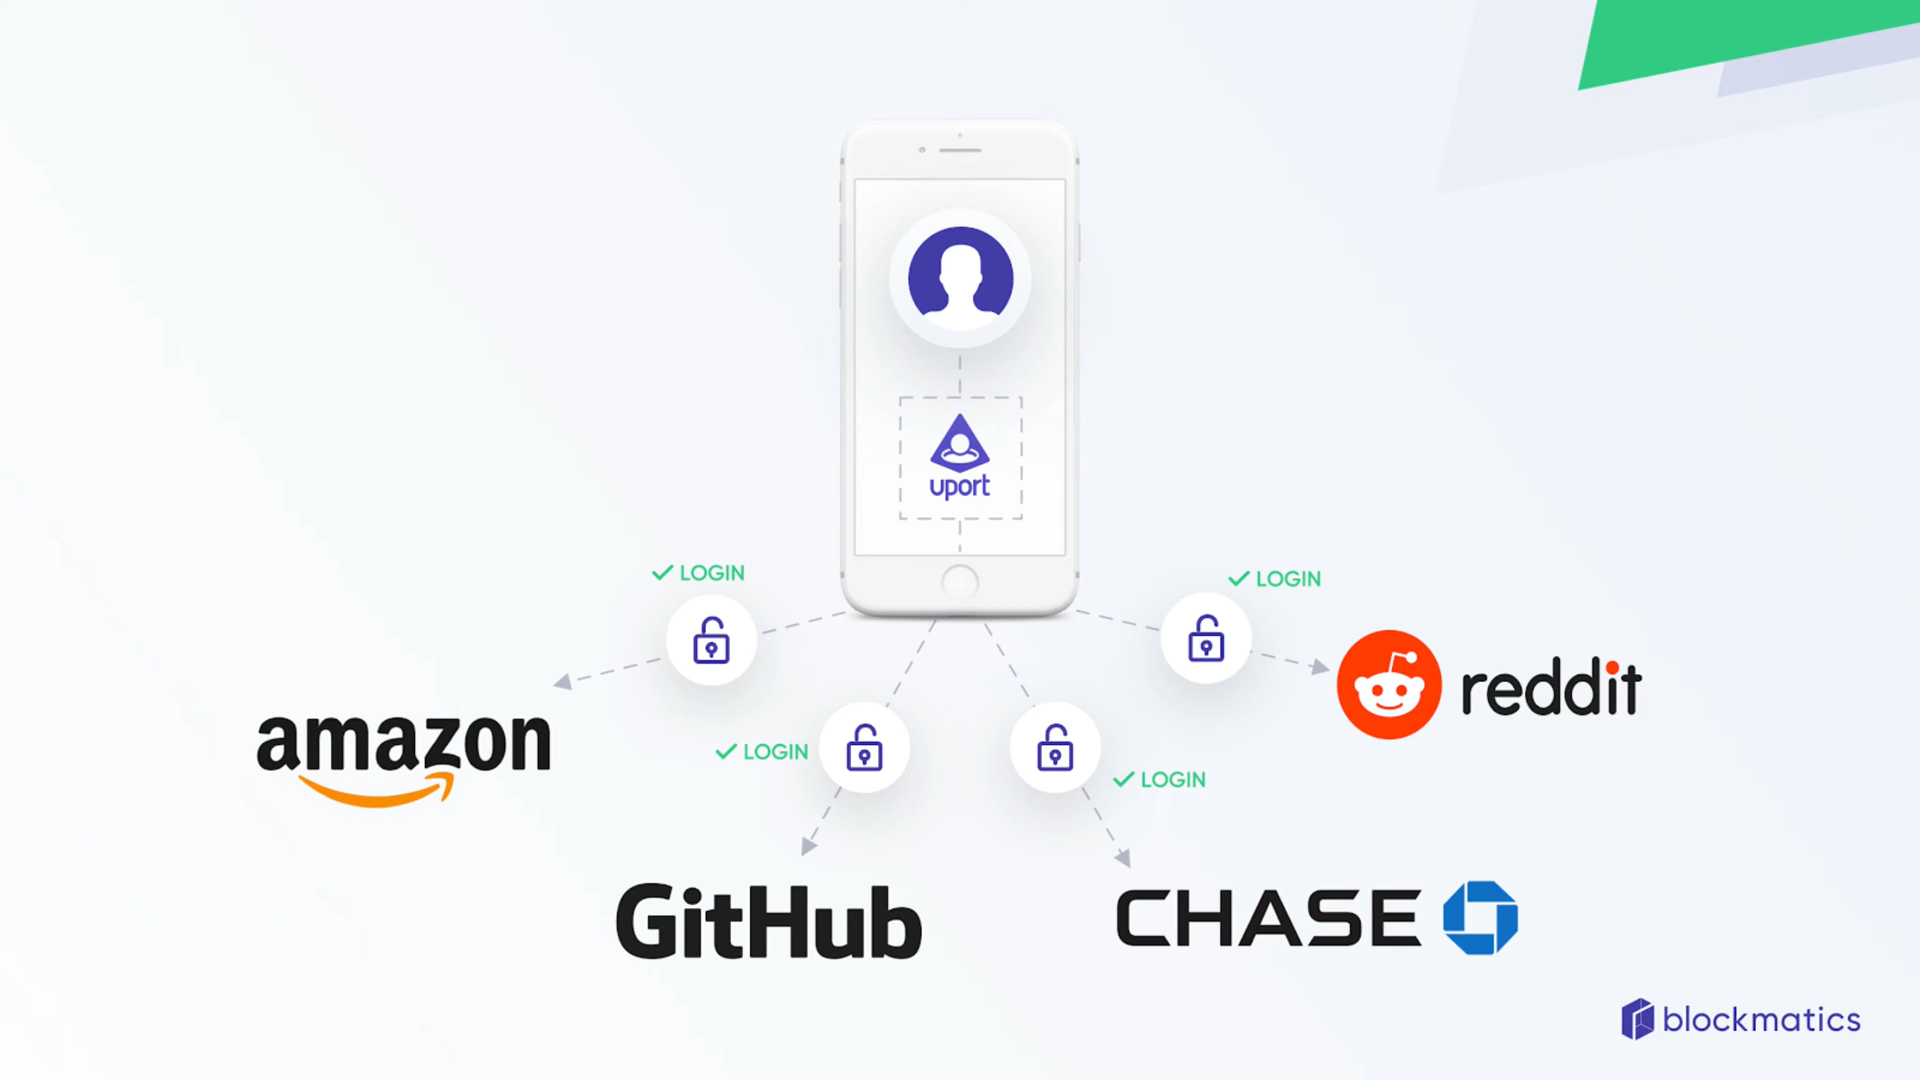 uport
LOGIN
LOGIN
reddit
amazon
LOGIN
LOGIN
GitHub
CHASE
blockmatics